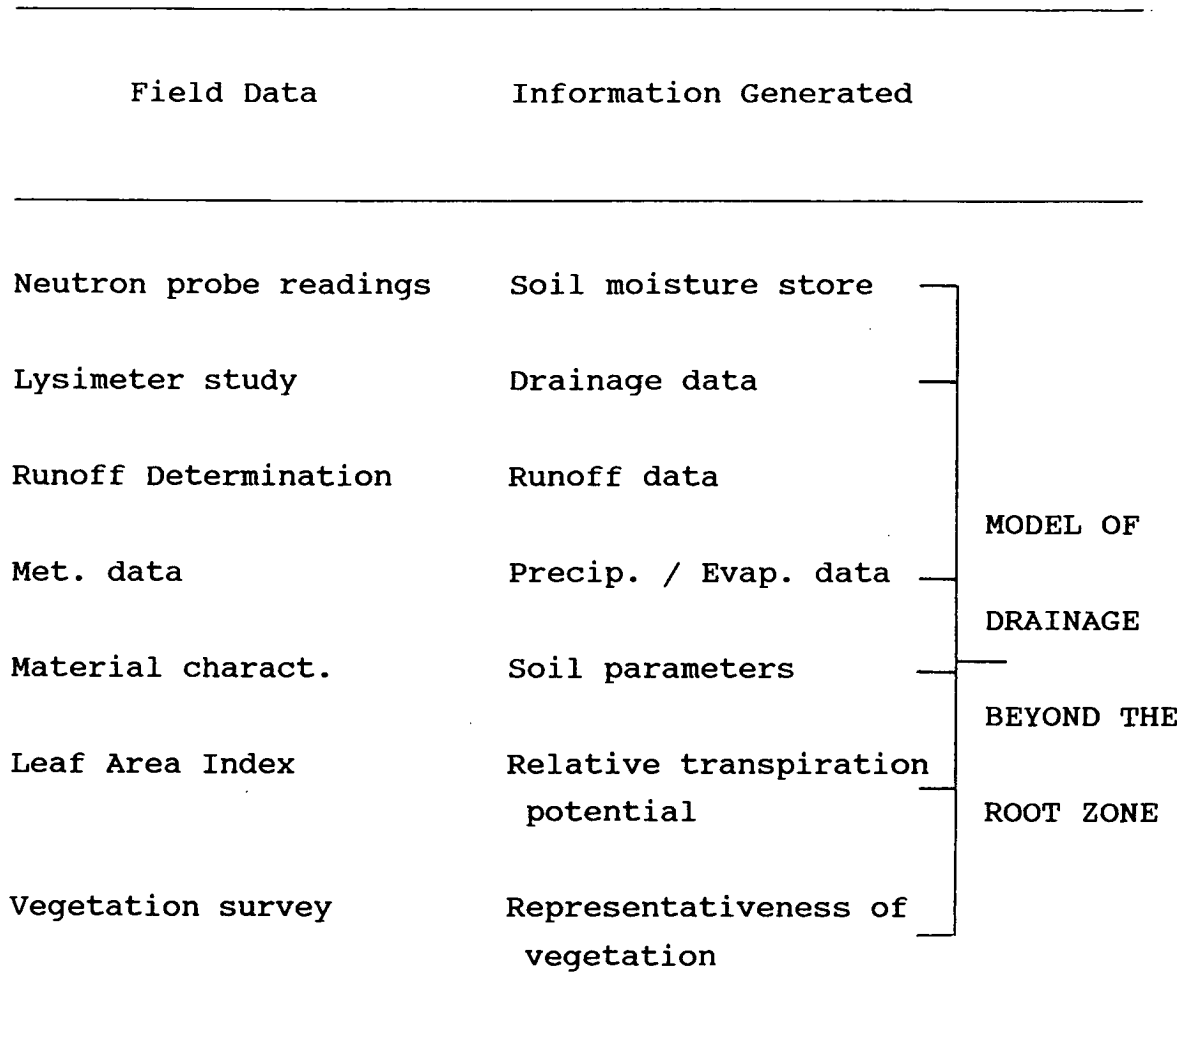 Field Data Information Generated
Neutron probe readings Soil moisture store
Lysimeter study Drainage data
Runoff Determination Runoff data
MODEL OF
Met. data Precip. / Evap. data
DRAINAGE
Material charact. Soil parameters
BEYOND THE
Leaf Area Index Relative transpiration
potential ROOT ZONE
Vegetation survey Representativeness of
vegetation